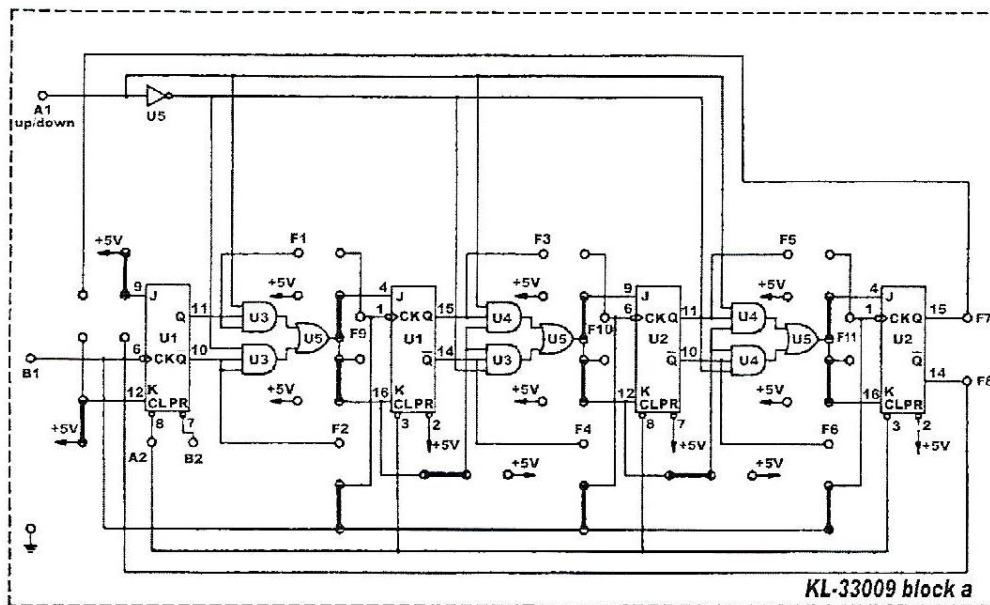 A1
up/down
U5
+5V
F1
+5V
F3
+5V
F5
+5V
9
J
11
U3
4
J
15
U4
9
J
11
U4
4
J
15
U1
F9
1
CKQ
U1
U5
F10
6
CKQ
U2
U5
F11
1
CKQ
U2
F7
B1
6
CKQ
10
U3
U5
Q
14
U3
Q
10
U4
Q
14
F8
12
K
CLPR
+5V
16
K
CLPR
+5V
12
K
CLPR
+5V
16
K
CLPR
+5V
8
7
A2
B2
F2
3
2
+5V
F4
8
7
+5V
F6
3
2
+5V
+5V
+5V
KL-33009 block a